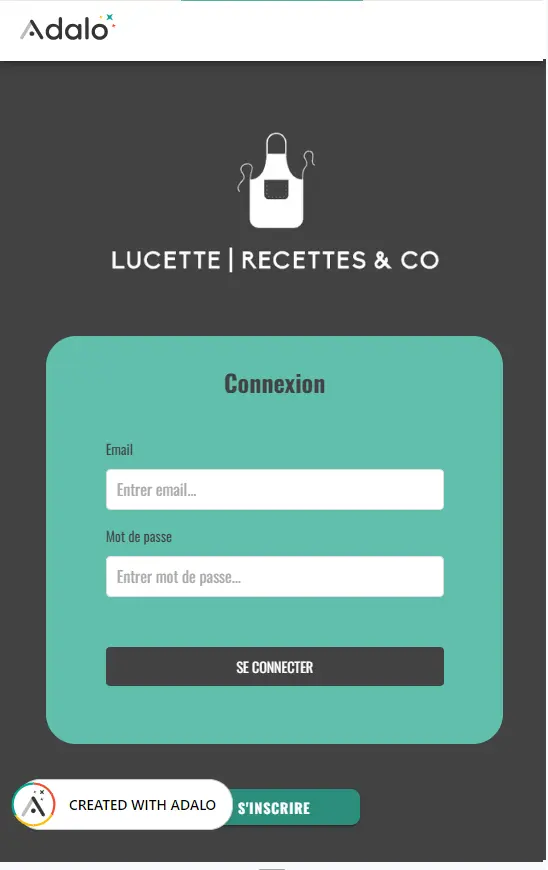 Adalo
LUCETTE | RECETTES & CO
Connexion
Email
Entrer email...
Mot de passe
Entrer mot de passe...
SE CONNECTER
CREATED WITH ADALO
S'INSCRIRE